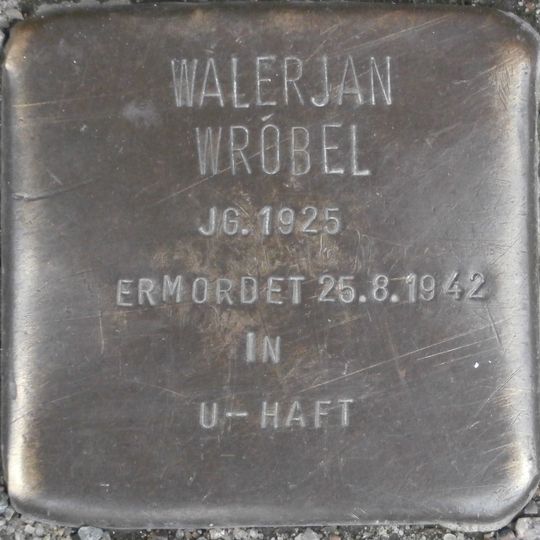 WALERJAN
WRÓBEL
JG. 1925
ERMORDET 25.8.1942
IN
U-HAFT